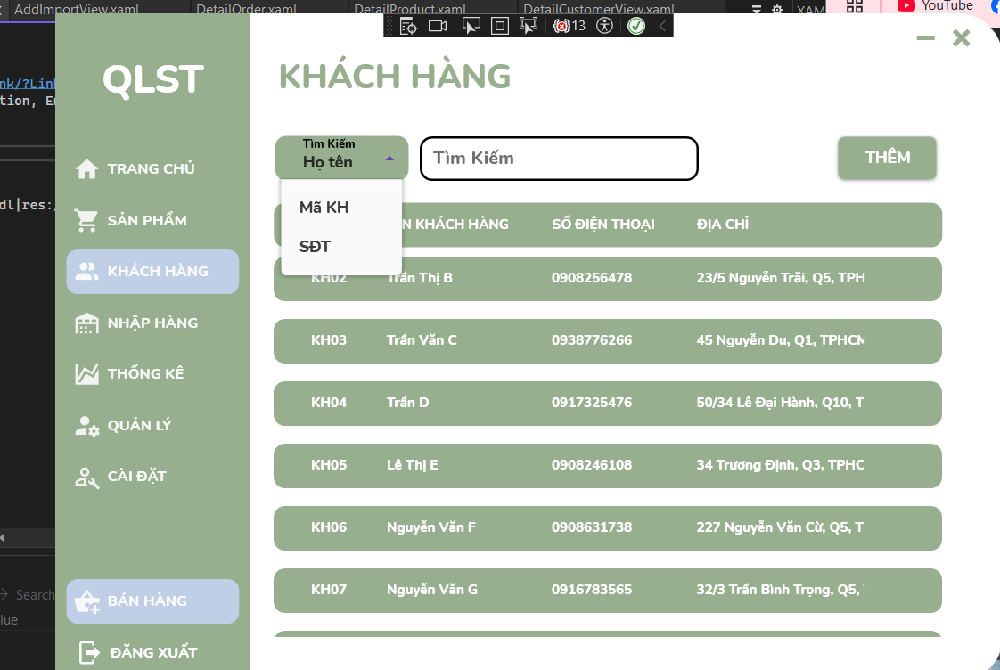 AddImportView.xaml
DetailOrder.xaml
DetailProduct.xaml
DetailCustomerView.xaml
XAM
YouTube
13
nk/?Link
tion, E
dl|res:
Search
lue
QLST
TRANG CHỦ
SẢN PHẨM
KHÁCH HÀNG
NHẬP HÀNG
THỐNG KÊ
QUẢN LÝ
CÀI ĐẶT
BÁN HÀNG
ĐĂNG XUẤT
KHÁCH HÀNG
Tìm Kiếm
Họ tên
Tìm Kiếm
THÊM
Mã KH
SĐT
N KHÁCH HÀNG SỐ ĐIỆN THOẠI ĐỊA CHỈ
KH02 Trần Thị B 0908256478 23/5 Nguyễn Trãi, Q5, TPH
KH03 Trần Văn C 0938776266 45 Nguyễn Du, Q1, TPHCM
KH04 Trần D 0917325476 50/34 Lê Đại Hành, Q10, T
KH05 Lê Thị E 0908246108 34 Trương Định, Q3, TPHC
KH06 Nguyễn Văn F 0908631738 227 Nguyễn Văn Cừ, Q5, T
KH07 Nguyễn Văn G 0916783565 32/3 Trần Bình Trọng, Q5,